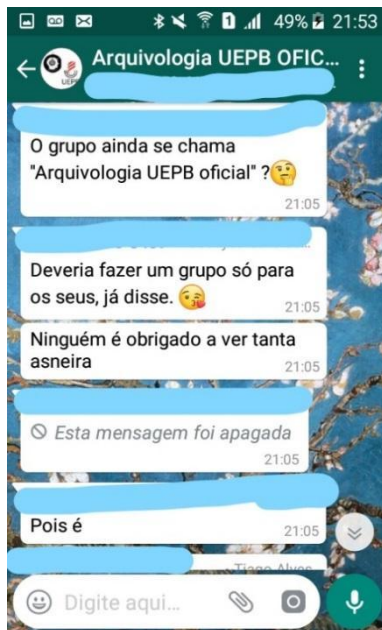 49% 21:53
Arquivologia UEPB OFIC...
O grupo ainda se chama
"Arquivologia UEPB oficial" ?🤔
21:05
Deveria fazer um grupo só para
os seus, já disse. 😘
21:05
Ninguém é obrigado a ver tanta
asneira
21:05
Esta mensagem foi apagada
21:05
Pois é
21:05
Tiago Alves
Digite aqui...